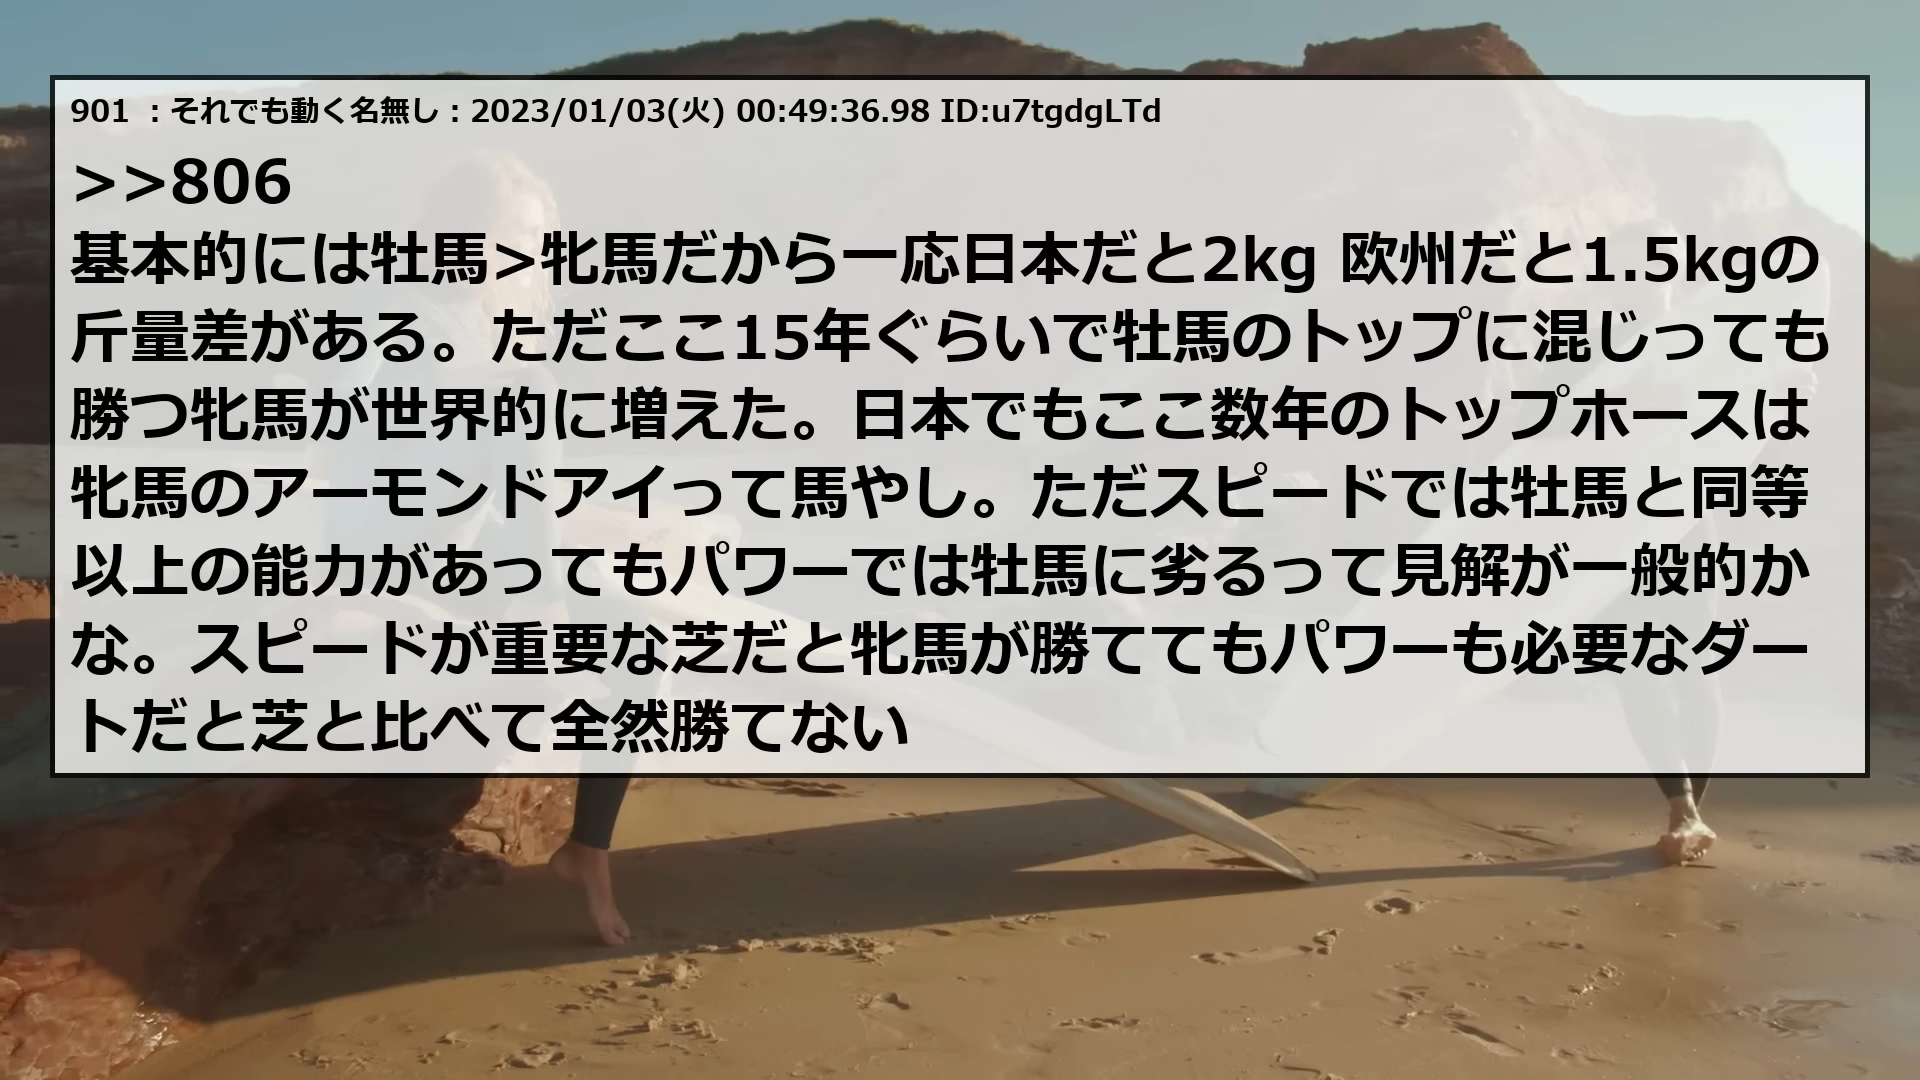 901 ：それでも動く名無し：2023/01/03(火) 00:49:36.98 ID:u7tgdgLTd
>>806
基本的には牡馬>牝馬だから一応日本だと2kg 欧州だと1.5kgの
斤量差がある。ただここ15年ぐらいで牡馬のトップに混じっても
勝つ牝馬が世界的に増えた。日本でもここ数年のトップホースは
牝馬のアーモンドアイって馬やし。ただスピードでは牡馬と同等
以上の能力があってもパワーでは牡馬に劣るって見解が一般的か
な。スピードが重要な芝だと牝馬が勝ててもパワーも必要なダー
トだと芝と比べて全然勝てない